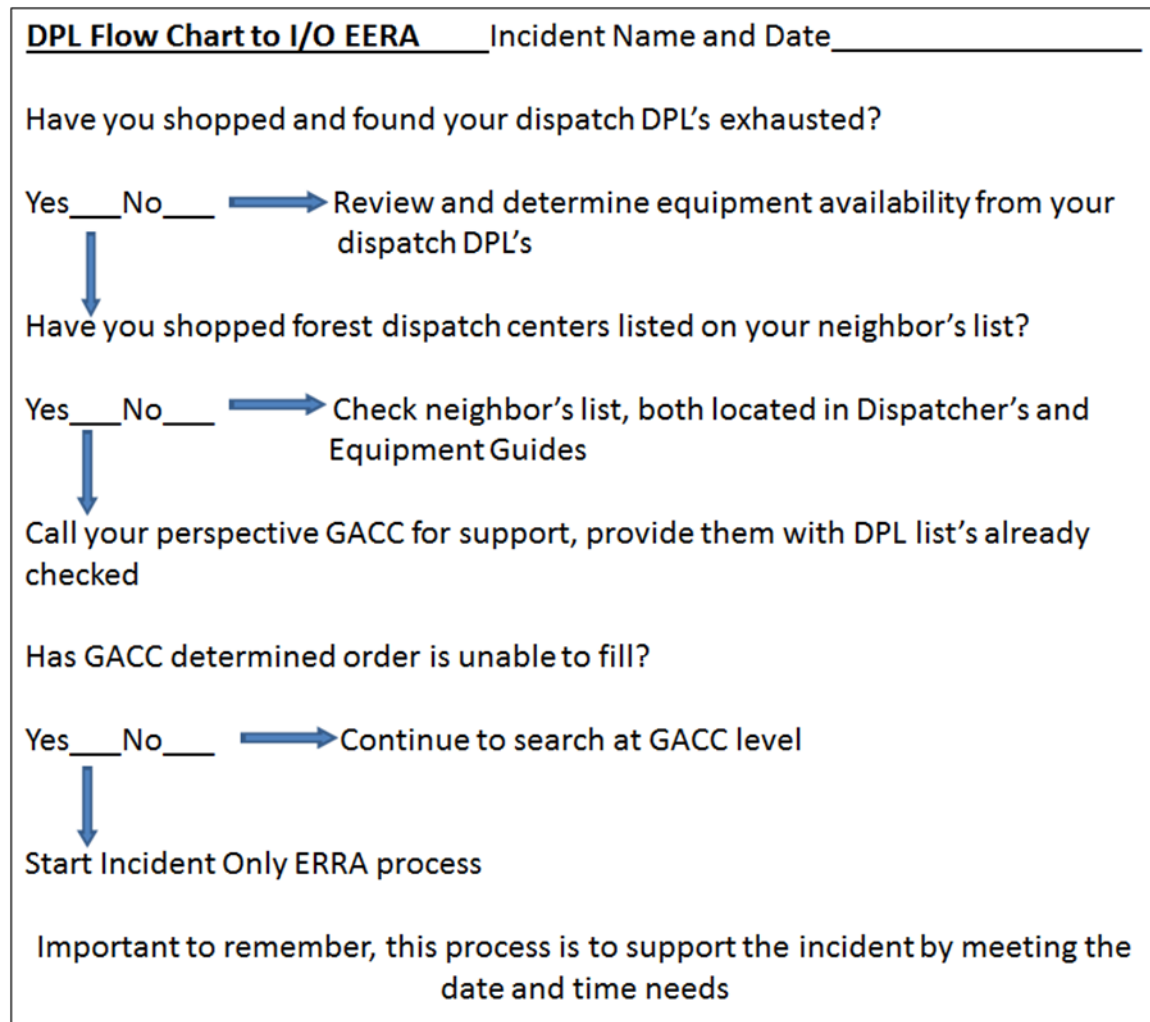 DPL Flow Chart to I/O EERA____Incident Name and Date___________________
Have you shopped and found your dispatch DPL's exhausted?
Yes___No___ Review and determine equipment availability from your
dispatch DPL's
Have you shopped forest dispatch centers listed on your neighbor's list?
Yes___No___ Check neighbor's list, both located in Dispatcher's and
Equipment Guides
Call your perspective GACC for support, provide them with DPL list's already
checked
Has GACC determined order is unable to fill?
Yes___No___ Continue to search at GACC level
Start Incident Only ERRA process
Important to remember, this process is to support the incident by meeting the
date and time needs